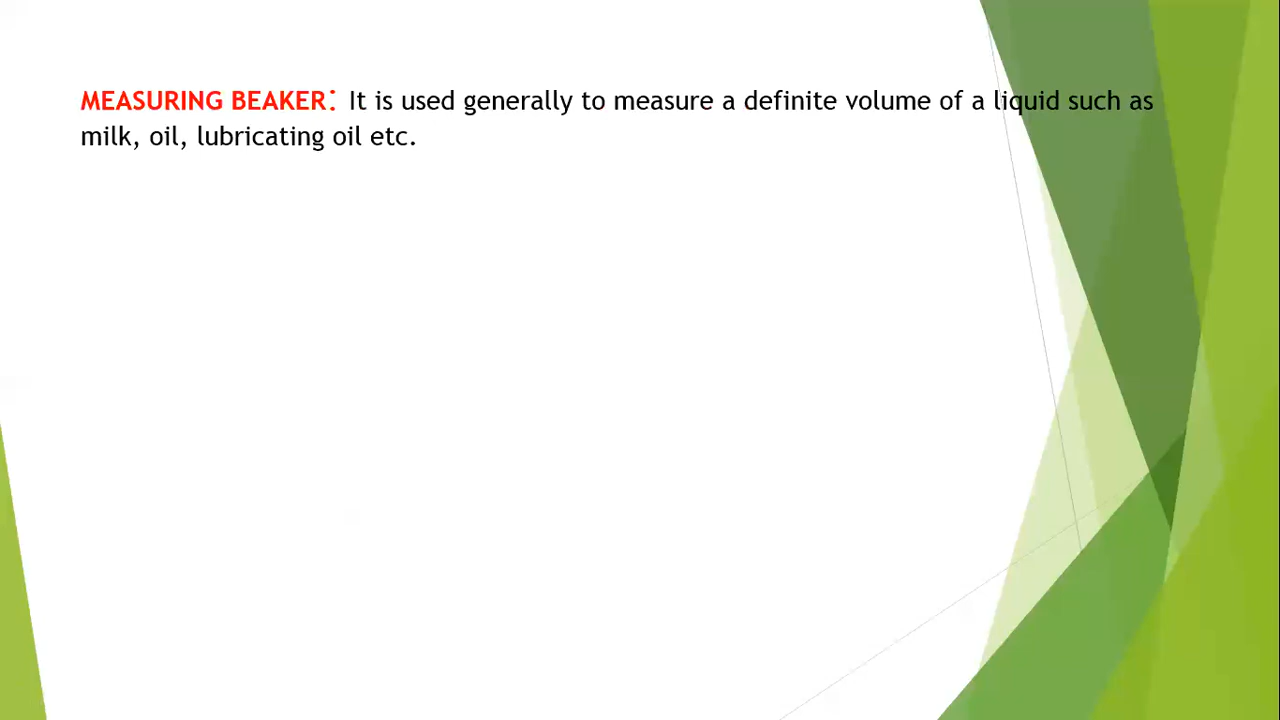 MEASURING BEAKER: It is used generally to measure a definite volume of a liquid such as
milk, oil, lubricating oil etc.